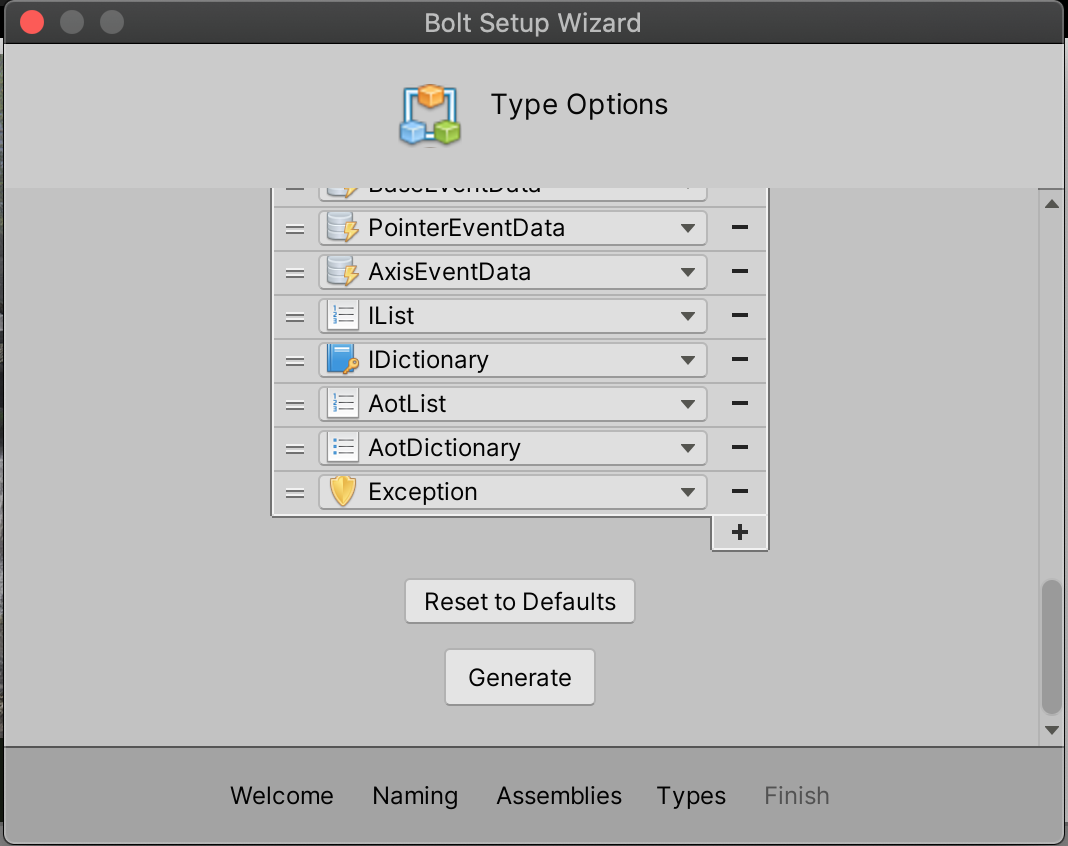 Bolt Setup Wizard
Type Options
BaseEventData
PointerEventData
AxisEventData
IList
IDictionary
AotList
AotDictionary
Exception
Reset to Defaults
Generate
Welcome Naming Assemblies Types Finish